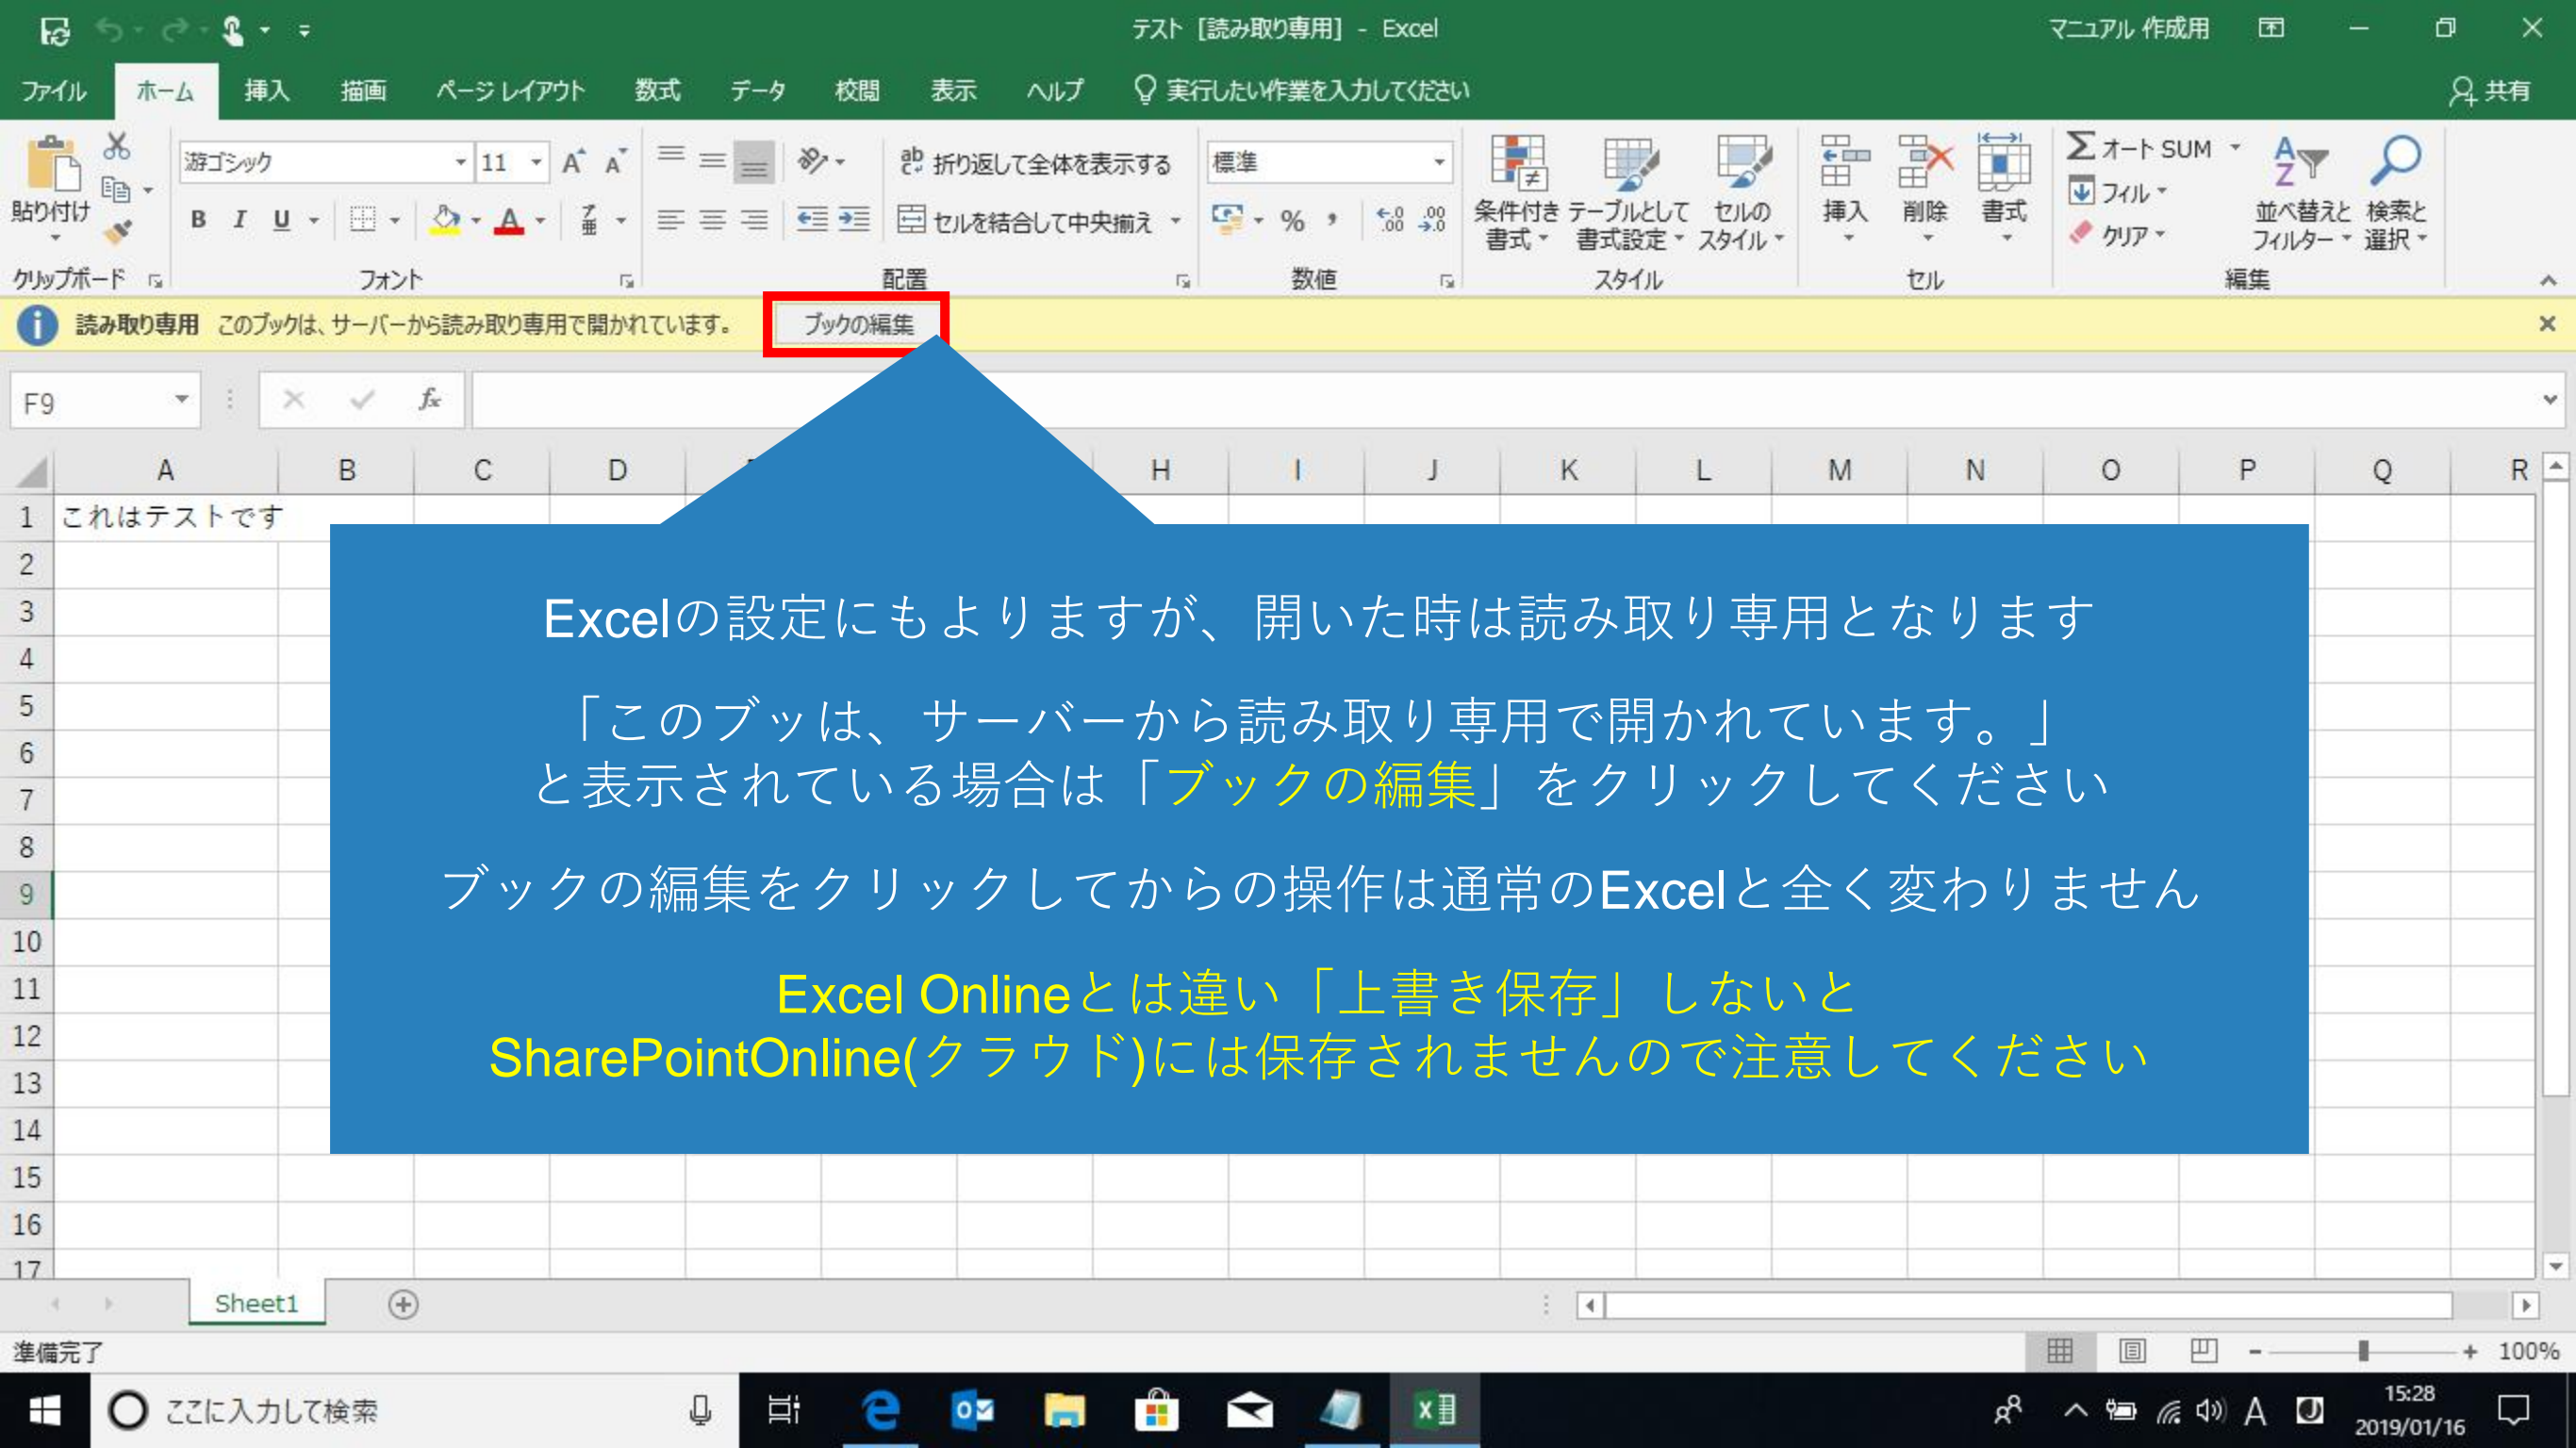 テスト [読み取り専用] - Excel
マニュアル 作成用
ファイル ホーム 挿入 描画 ページ レイアウト 数式 データ 校閲 表示 ヘルプ 実行したい作業を入力してください 共有
游ゴシック 11 折り返して全体を表示する 標準 オート SUM
フィル
貼り付け B I U セルを結合して中央揃え % 条件付き書式 テーブルとして書式設定 セルのスタイル 挿入 削除 書式 クリア 並べ替えとフィルター 検索と選択
クリップボード フォント 配置 数値 スタイル セル 編集
読み取り専用 このブックは、サーバーから読み取り専用で開かれています。 ブックの編集
F9 fx
A B C D H I J K L M N O P Q R
1 これはテストです
2
3
4
5
6
7
8
9
10
11
12
13
14
15
16
17
Excelの設定にもよりますが、開いた時は読み取り専用となります
「このブッは、サーバーから読み取り専用で開かれています。」
と表示されている場合は「ブックの編集」をクリックしてください
ブックの編集をクリックしてからの操作は通常のExcelと全く変わりません
Excel Onlineとは違い「上書き保存」しないと
SharePointOnline(クラウド)には保存されませんので注意してください
Sheet1
準備完了
100%
ここに入力して検索
A
15:28
2019/01/16